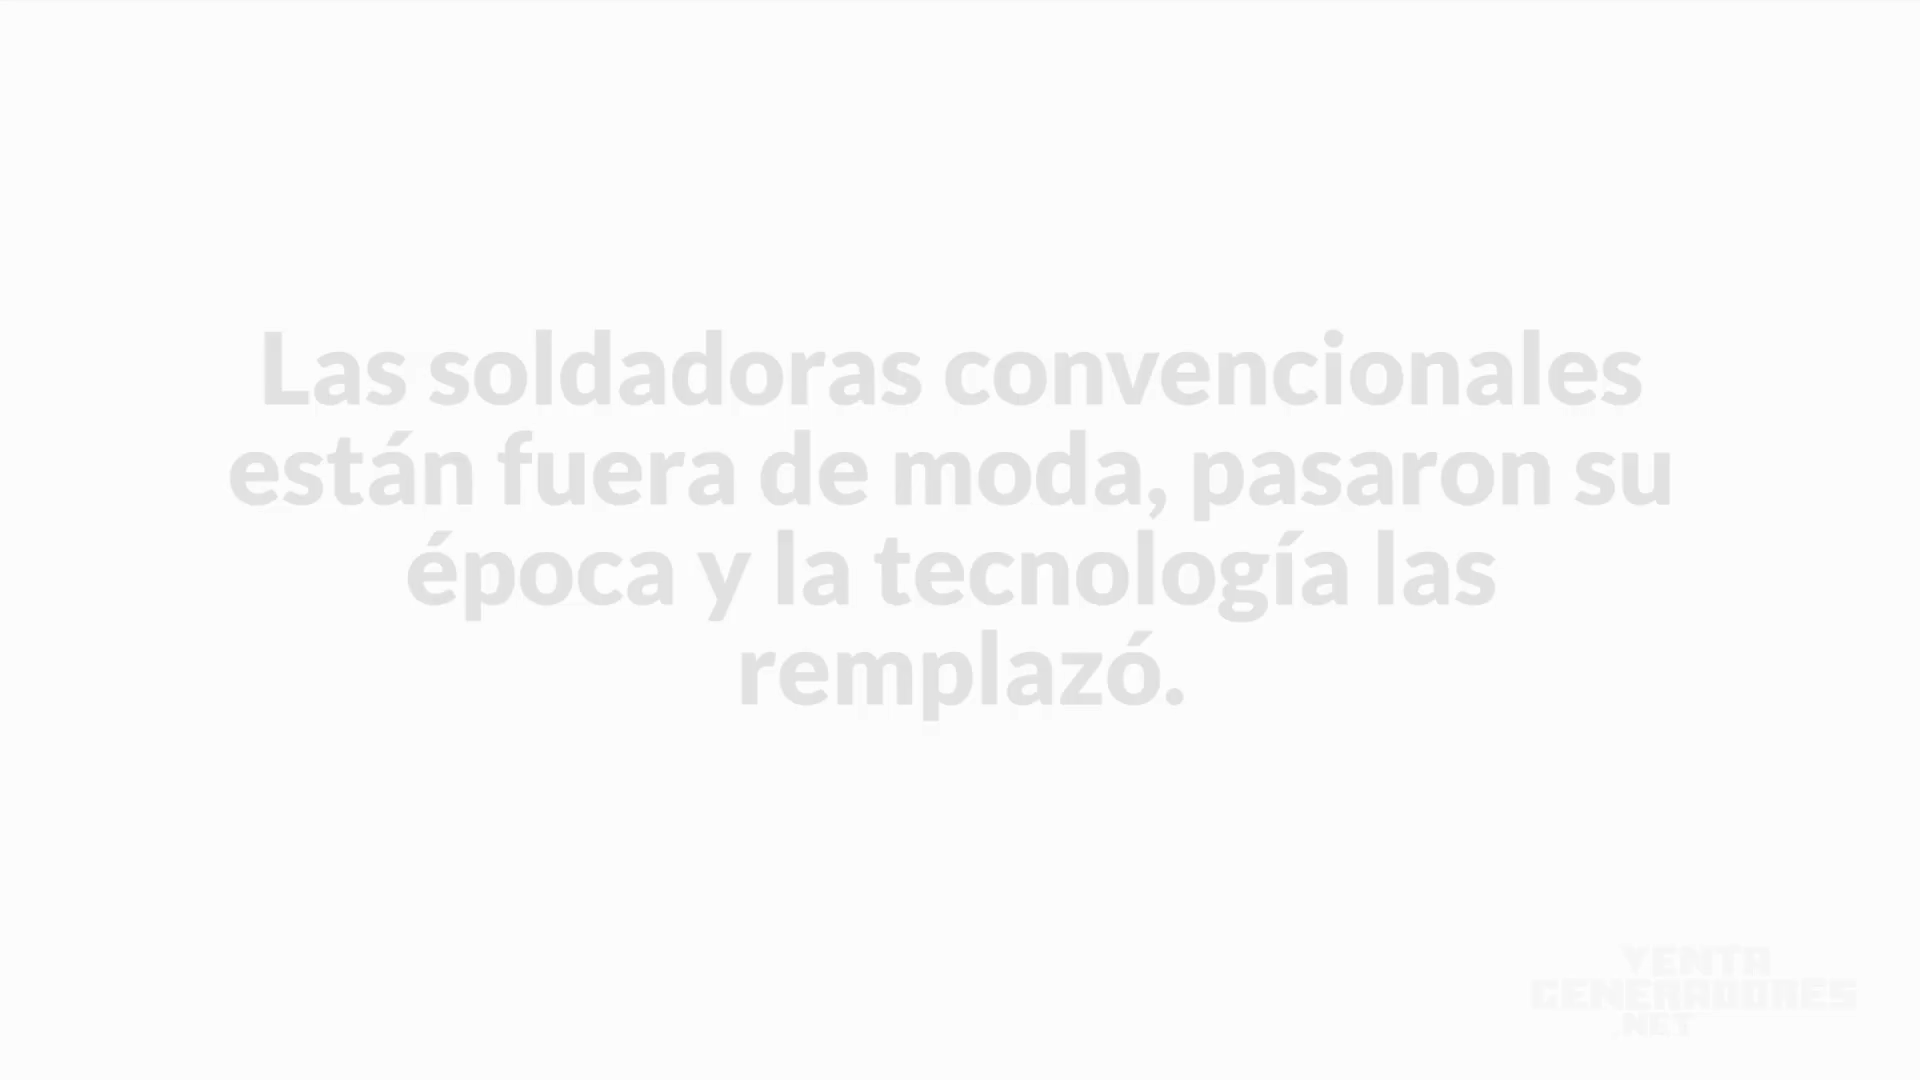 Las soldadoras convencionales
están fuera de moda, pasaron su
época y la tecnología las
remplazó.
VENTA
GENERADORES
.NET